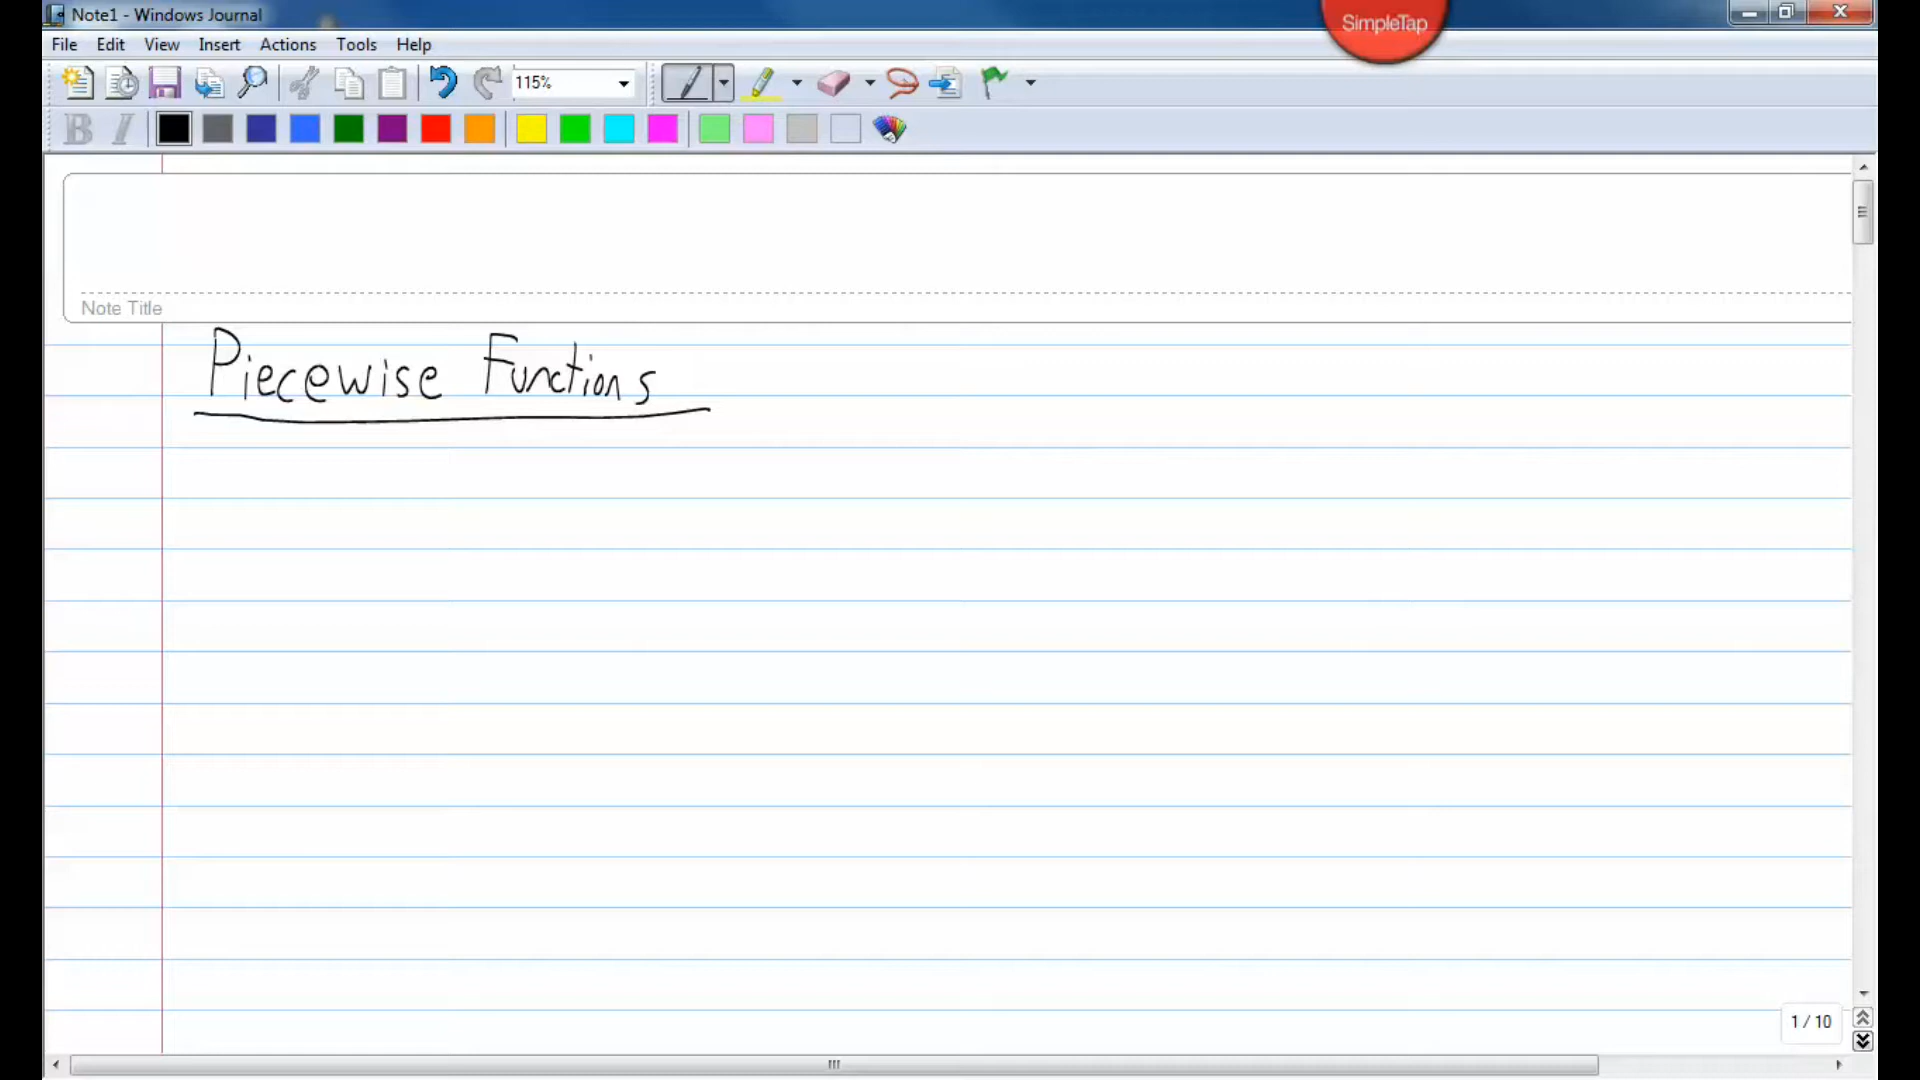 Note1 - Windows Journal
SimpleTap
File Edit View Insert Actions Tools Help
115%
B I
Note Title
Piecewise Functions
1 / 10